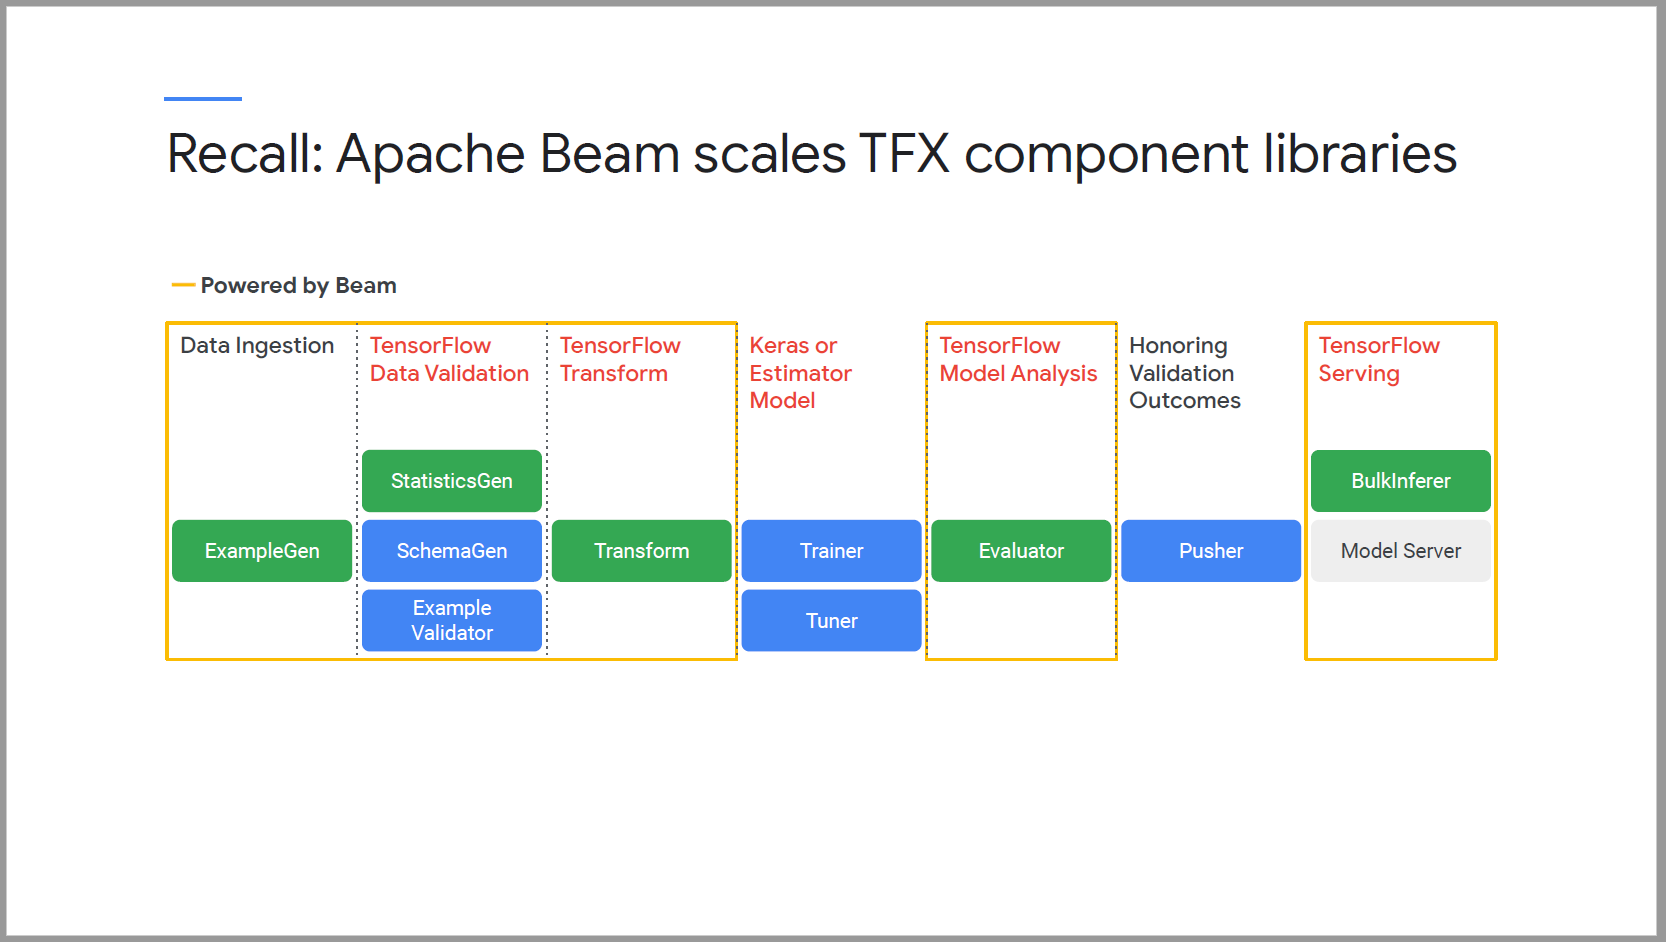 Recall: Apache Beam scales TFX component libraries
Powered by Beam
Data Ingestion
TensorFlow
Data Validation
TensorFlow
Transform
Keras or
Estimator
Model
TensorFlow
Model Analysis
Honoring
Validation
Outcomes
TensorFlow
Serving
StatisticsGen
BulkInferer
ExampleGen
SchemaGen
Transform
Trainer
Evaluator
Pusher
Model Server
Example
Validator
Tuner